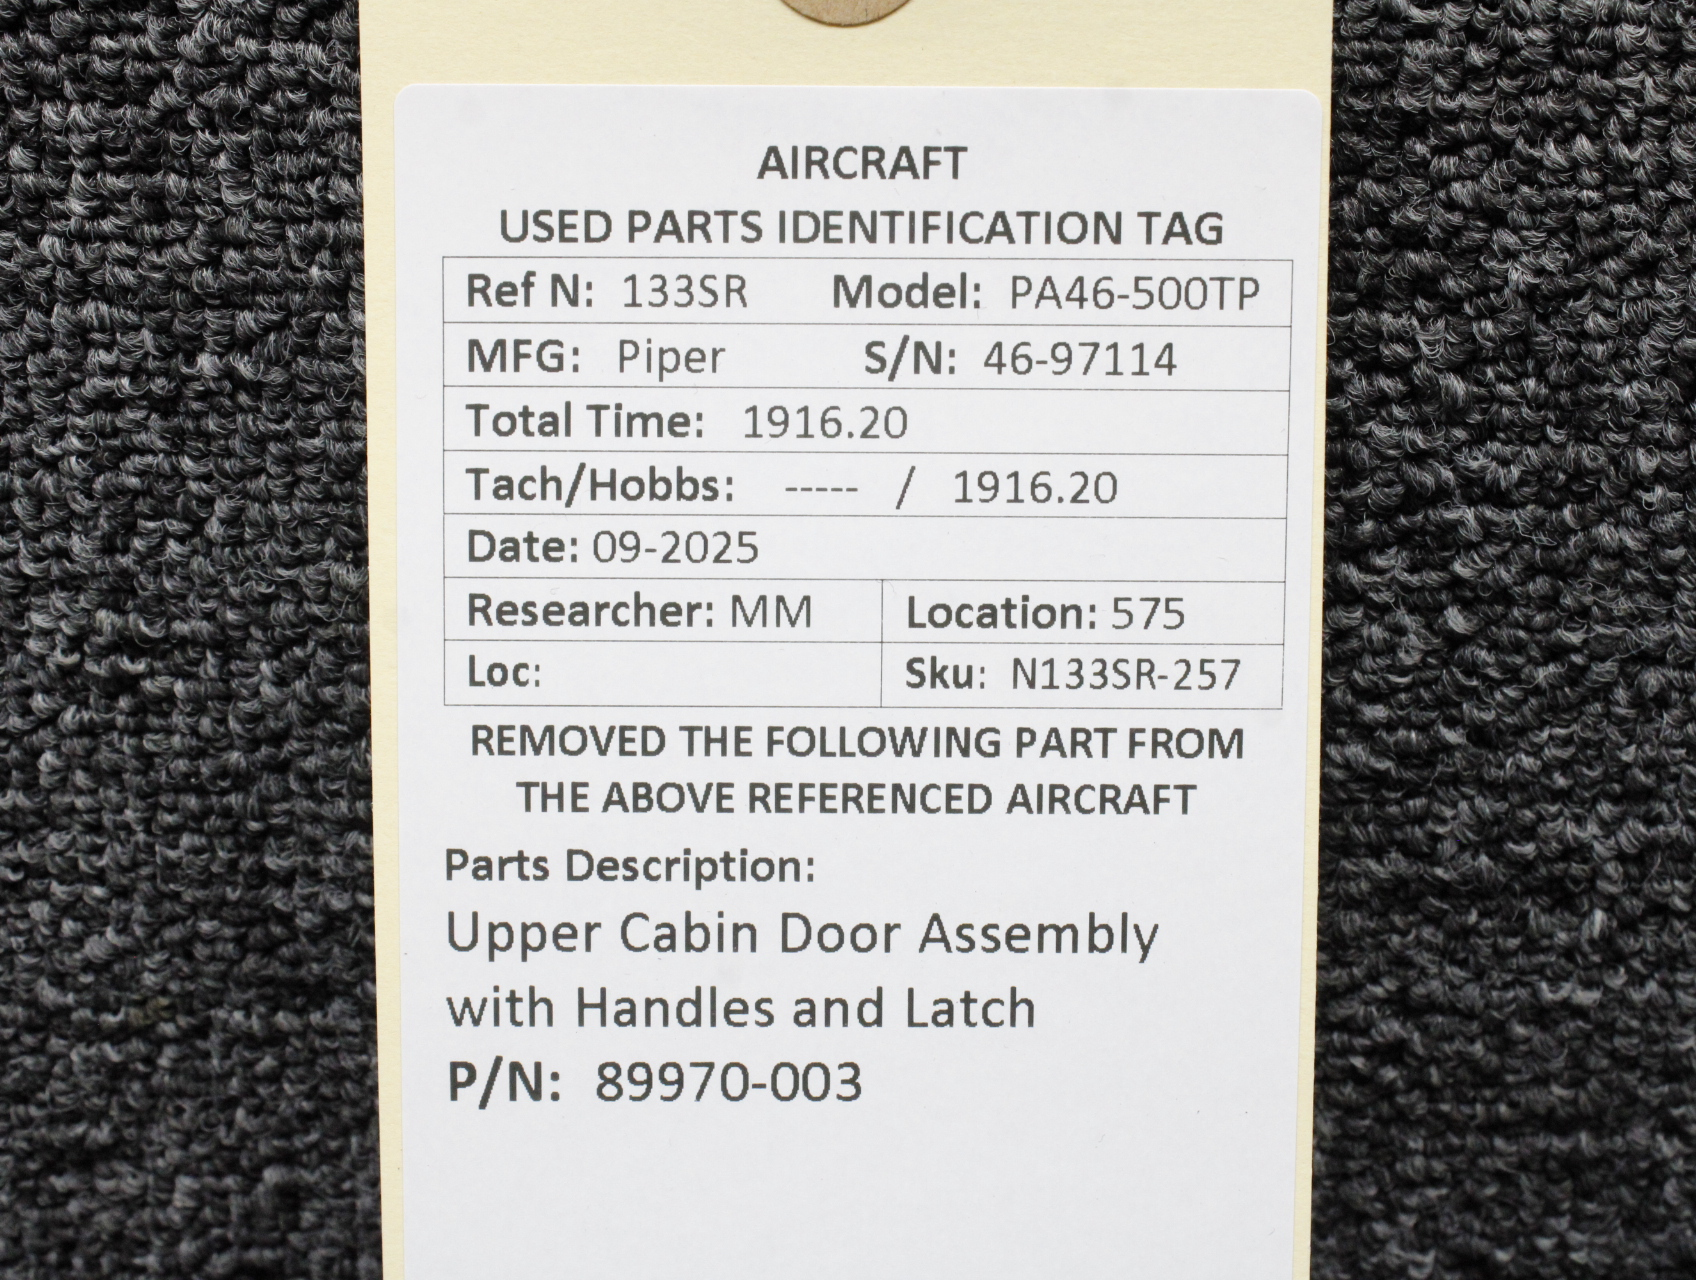 AIRCRAFT
USED PARTS IDENTIFICATION TAG
Ref N: 133SR Model: PA46-500TP
MFG: Piper S/N: 46-97114
Total Time: 1916.20
Tach/Hobbs: ----- / 1916.20
Date: 09-2025
Researcher: MM Location: 575
Loc: Sku: N133SR-257
REMOVED THE FOLLOWING PART FROM
THE ABOVE REFERENCED AIRCRAFT
Parts Description:
Upper Cabin Door Assembly
with Handles and Latch
P/N: 89970-003